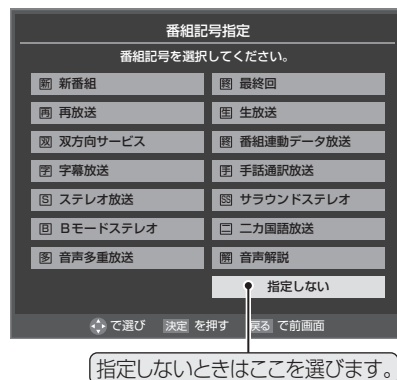 番組記号指定
番組記号を選択してください。
新 新番組
終 最終回
再 再放送
生 生放送
双 双方向サービス
番組連動データ放送
字 字幕放送
手 手話通訳放送
S ステレオ放送
SS サラウンドステレオ
B Bモードステレオ
二 二カ国語放送
多 音声多重放送
解 音声解説
指定しない
で選び 決定 を押す 戻る で前画面
指定しないときはここを選びます。